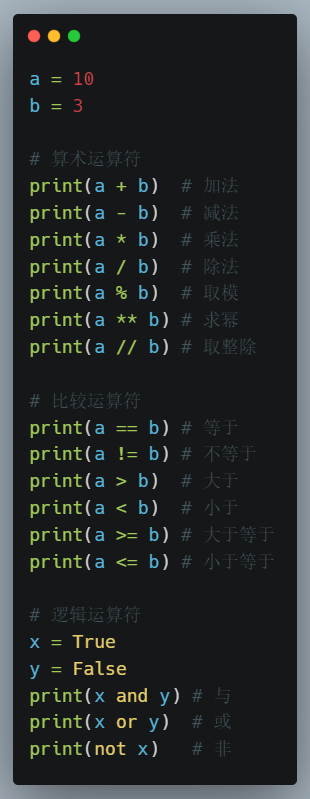 a = 10
b = 3
# 算术运算符
print(a + b)  # 加法
print(a - b)  # 减法
print(a * b)  # 乘法
print(a / b)  # 除法
print(a % b)  # 取模
print(a ** b) # 求幂
print(a // b) # 取整除
# 比较运算符
print(a == b) # 等于
print(a != b) # 不等于
print(a > b)  # 大于
print(a < b)  # 小于
print(a >= b) # 大于等于
print(a <= b) # 小于等于
# 逻辑运算符
x = True
y = False
print(x and y) # 与
print(x or y)  # 或
print(not x)   # 非